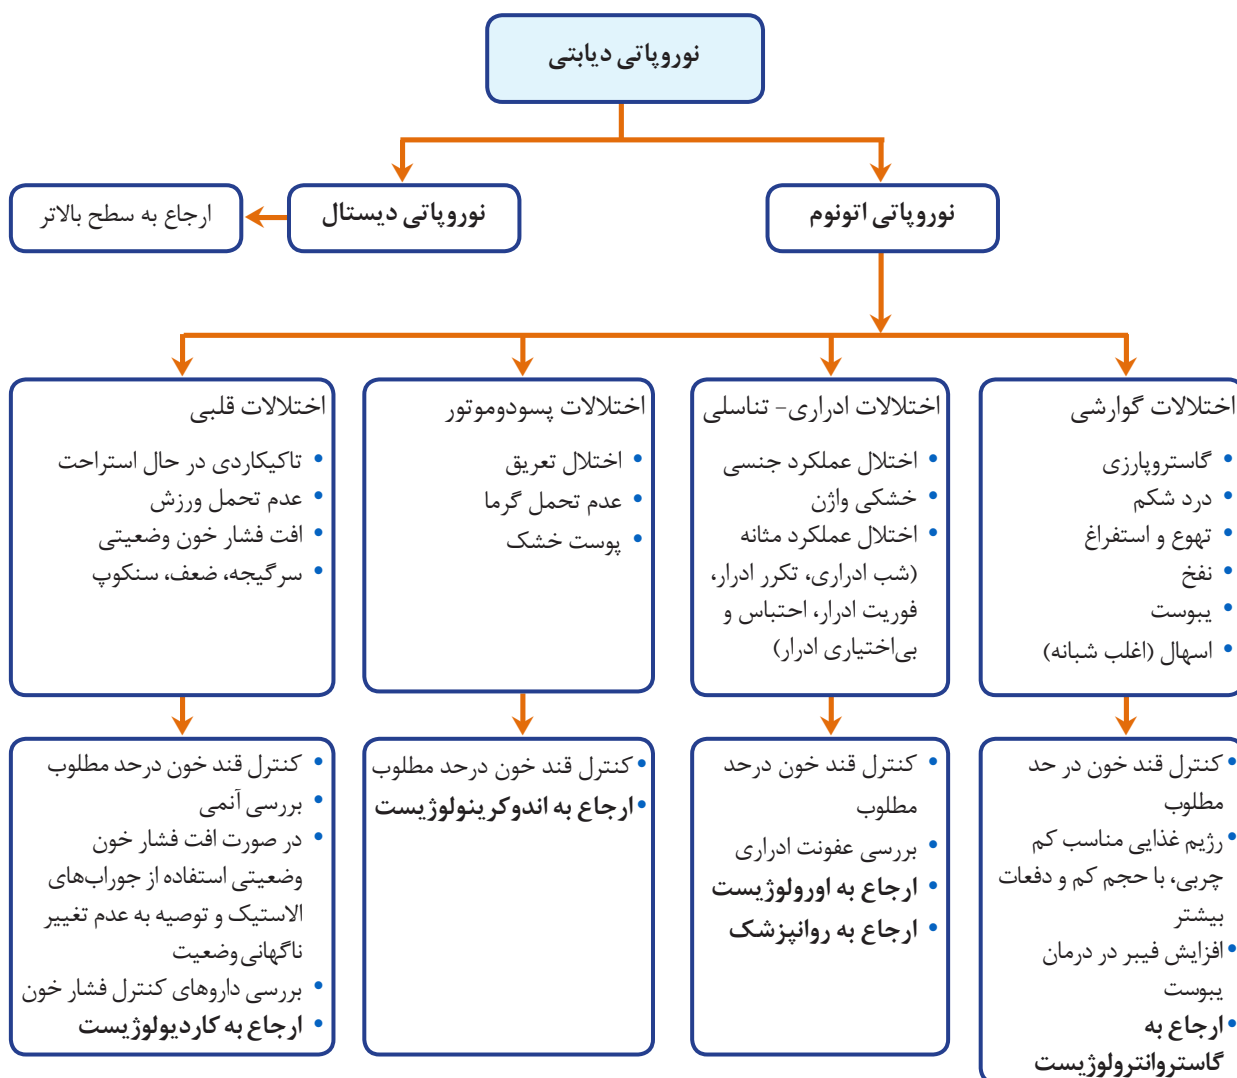 نوروپاتی دیابتی
نوروپاتی اتونوم
نوروپاتی دیستال
ارجاع به سطح بالاتر
اختلالات گوارشی
• گاستروپارزی
• درد شکم
• تهوع و استفراغ
• نفخ
• یبوست
• اسهال (اغلب شبانه)
اختلالات ادراری- تناسلی
• اختلال عملکرد جنسی
• خشکی واژن
• اختلال عملکرد مثانه
(شب ادراری، تکرر ادرار،
فوریت ادرار، احتباس و
بی‌اختیاری ادرار)
اختلالات پسودوموتور
• اختلال تعریق
• عدم تحمل گرما
• پوست خشک
اختلالات قلبی
• تاکیکاردی در حال استراحت
• عدم تحمل ورزش
• افت فشار خون وضعیتی
• سرگیجه، ضعف، سنکوپ
• کنترل قند خون در حد
مطلوب
• رژیم غذایی مناسب کم
چربی، با حجم کم و دفعات
بیشتر
• افزایش فیبر در درمان
یبوست
• ارجاع به
گاستروانترولوژیست
• کنترل قند خون درحد
مطلوب
• بررسی عفونت ادراری
• ارجاع به اورولوژیست
• ارجاع به روانپزشک
• کنترل قند خون درحد مطلوب
• ارجاع به اندوکرینولوژیست
• کنترل قند خون درحد مطلوب
• بررسی آنمی
• در صورت افت فشار خون
وضعیتی استفاده از جوراب‌های
الاستیک و توصیه به عدم تغییر
ناگهانی وضعیت
• بررسی داروهای کنترل فشار خون
• ارجاع به کاردیولوژیست